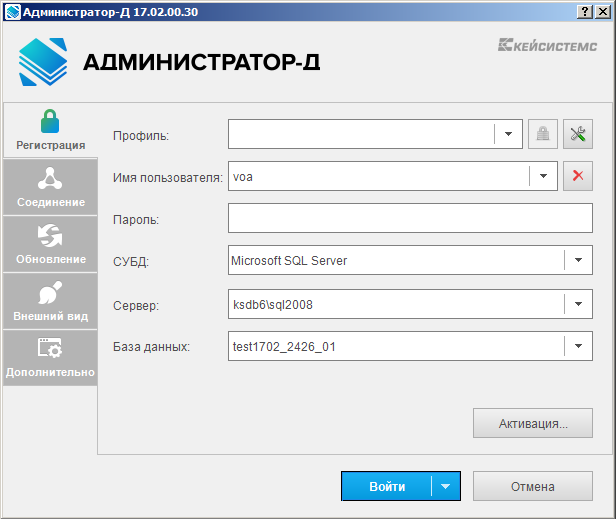 Администратор-Д 17.02.00.30
АДМИНИСТРАТОР-Д
КЕЙСИСТЕМС
Регистрация
Соединение
Обновление
Внешний вид
Дополнительно
Профиль:
Имя пользователя: voa
Пароль:
СУБД: Microsoft SQL Server
Сервер: ksdb6\sql2008
База данных: test1702_2426_01
Активация...
Войти
Отмена